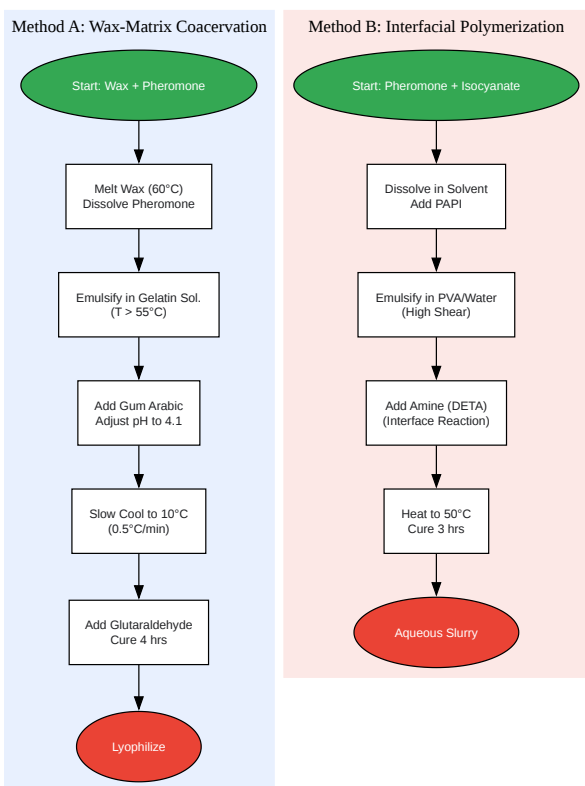 Method A: Wax-Matrix Coacervation
Start: Wax + Pheromone
Melt Wax (60°C)
Dissolve Pheromone
Emulsify in Gelatin Sol.
(T > 55°C)
Add Gum Arabic
Adjust pH to 4.1
Slow Cool to 10°C
(0.5°C/min)
Add Glutaraldehyde
Cure 4 hrs
Lyophilize
Method B: Interfacial Polymerization
Start: Pheromone + Isocyanate
Dissolve in Solvent
Add PAPI
Emulsify in PVA/Water
(High Shear)
Add Amine (DETA)
(Interface Reaction)
Heat to 50°C
Cure 3 hrs
Aqueous Slurry